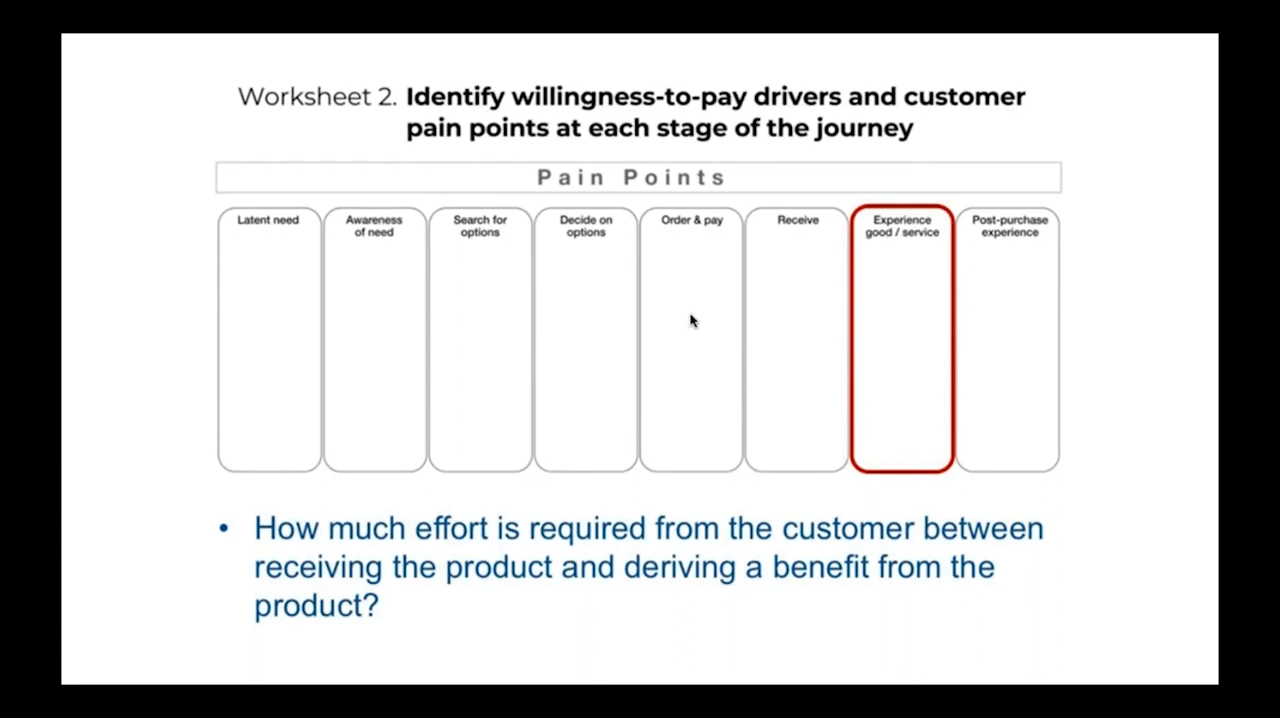 Worksheet 2. Identify willingness-to-pay drivers and customer
pain points at each stage of the journey
Pain Points
Latent need
Awareness
of need
Search for
options
Decide on
options
Order & pay
Receive
Experience
good / service
Post-purchase
experience
• How much effort is required from the customer between
receiving the product and deriving a benefit from the
product?